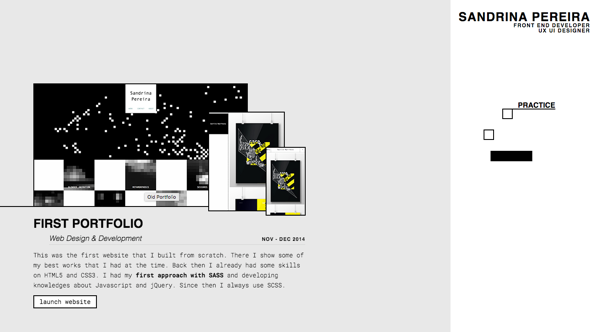 SANDRINA PEREIRA
FRONT END DEVELOPER
UX UI DESIGNER
PRACTICE
Sandrina
Pereira
Old Portfolio
FIRST PORTFOLIO
Web Design & Development
NOV - DEC 2014
This was the first website that I built from scratch. There I show some of
my best works that I had at the time. Back then I already had some skills
on HTML5 and CSS3. I had my first approach with SASS and developing
knowledges about Javascript and jQuery. Since then I always use SCSS.
launch website